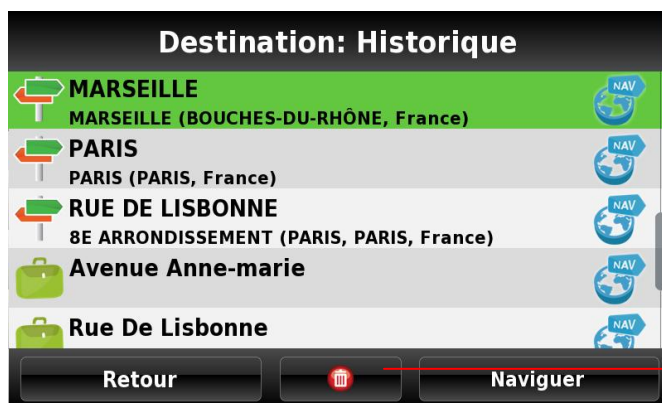 Destination: Historique
MARSEILLE
NAV
MARSEILLE (BOUCHES-DU-RHÔNE, France)
PARIS
NAV
PARIS (PARIS, France)
RUE DE LISBONNE
NAV
8E ARRONDISSEMENT (PARIS, PARIS, France)
Avenue Anne-marie
NAV
Rue De Lisbonne
NAV
Retour
Naviguer